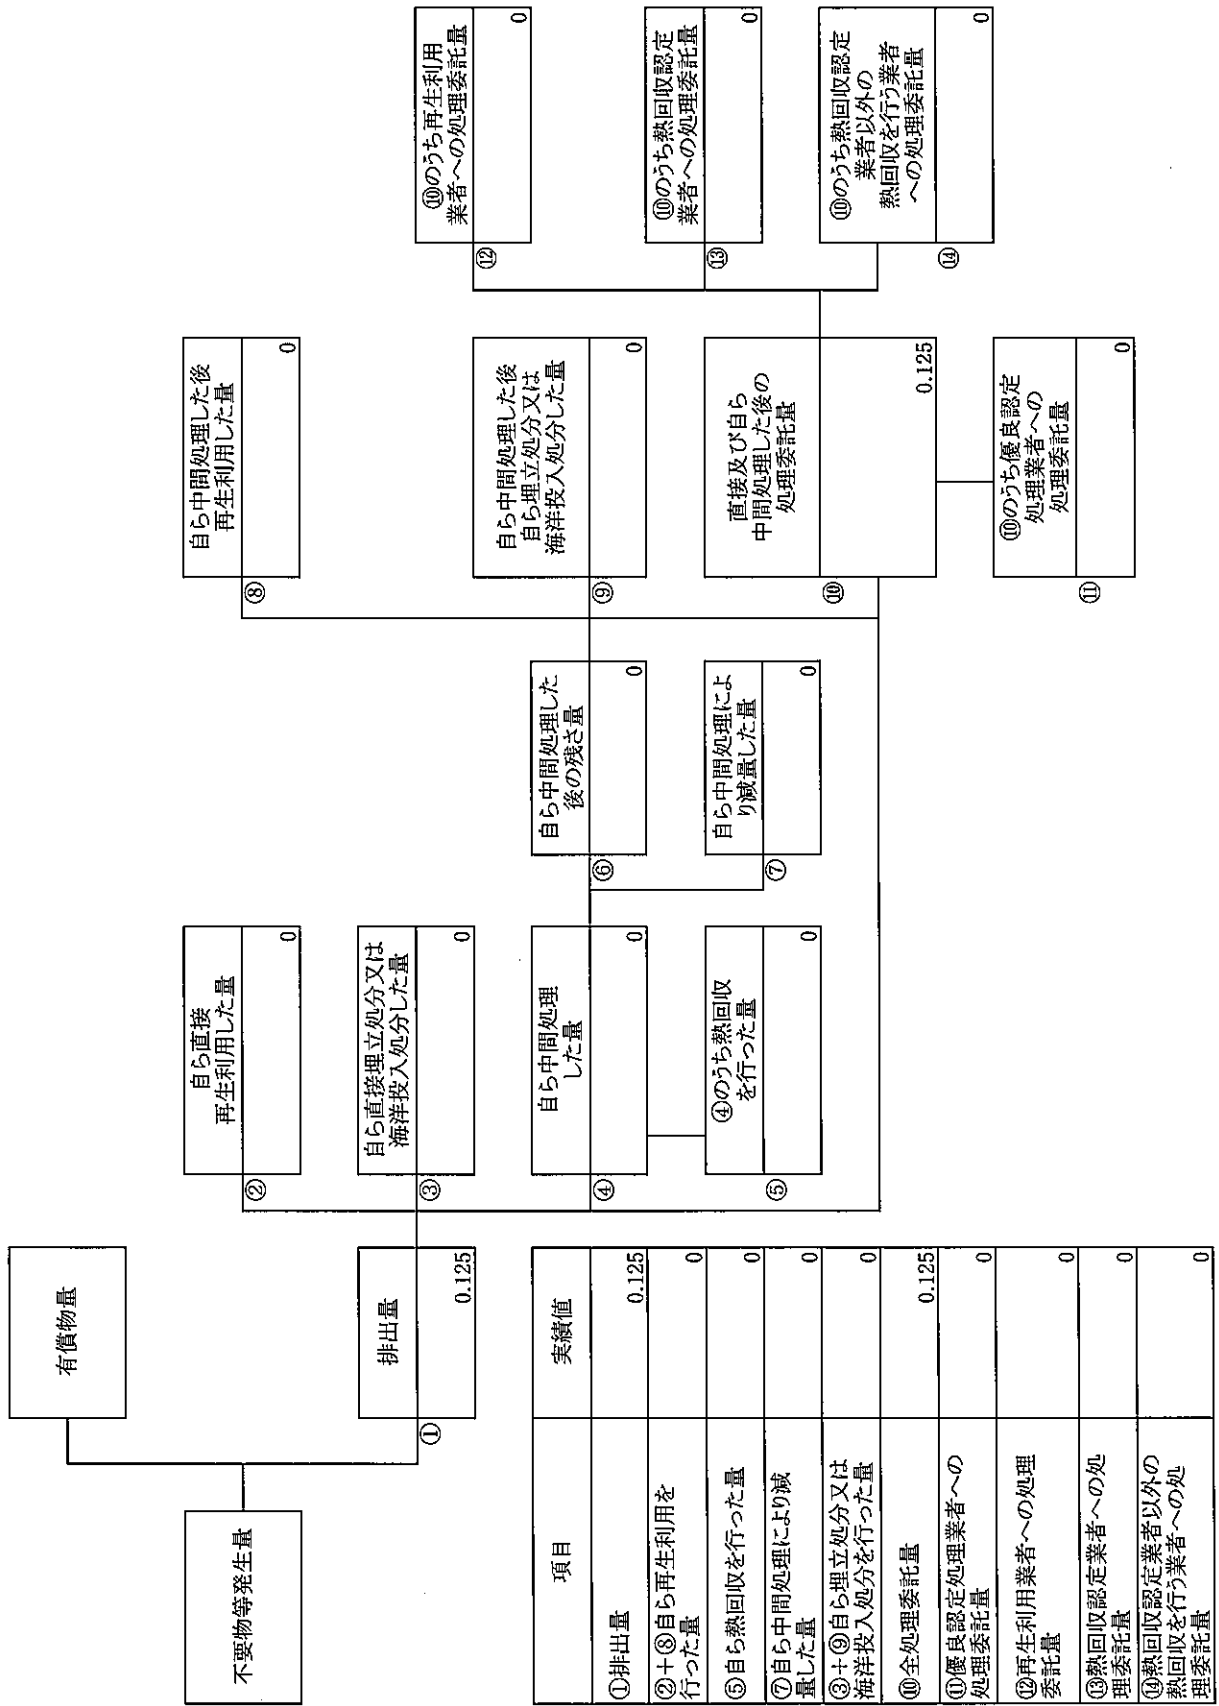 不要物等発生量
有償物量
①
排出量
0.125
②
自ら直接
再生利用した量
0
③
自ら直接埋立処分又は
海洋投入処分した量
0
④
自ら中間処理
した量
0
⑤
④のうち熱回収
を行った量
0
⑥
自ら中間処理した
後の残さ量
0
⑦
自ら中間処理によ
り減量した量
0
⑧
自ら中間処理した後
再生利用した量
0
⑨
自ら中間処理した後
自ら埋立処分又は
海洋投入処分した量
0
⑩
直接及び自ら
中間処理した後の
処理委託量
0.125
⑪
⑩のうち優良認定
処理業者への
処理委託量
0
⑫
⑩のうち再生利用
業者への処理委託量
0
⑬
⑩のうち熱回収認定
業者への処理委託量
0
⑭
⑩のうち熱回収認定
業者以外の
熱回収を行う業者
への処理委託量
0
項目 実績値
①排出量 0.125
②+⑧自ら再生利用を
行った量 0
⑤自ら熱回収を行った量 0
⑦自ら中間処理により減
量した量 0
③+⑨自ら埋立処分又は
海洋投入処分を行った量 0
⑩全処理委託量 0.125
⑪優良認定処理業者への
処理委託量 0
⑫再生利用業者への処理
委託量 0
⑬熱回収認定業者への処
理委託量 0
⑭熱回収認定業者以外の
熱回収を行う業者への処
理委託量 0